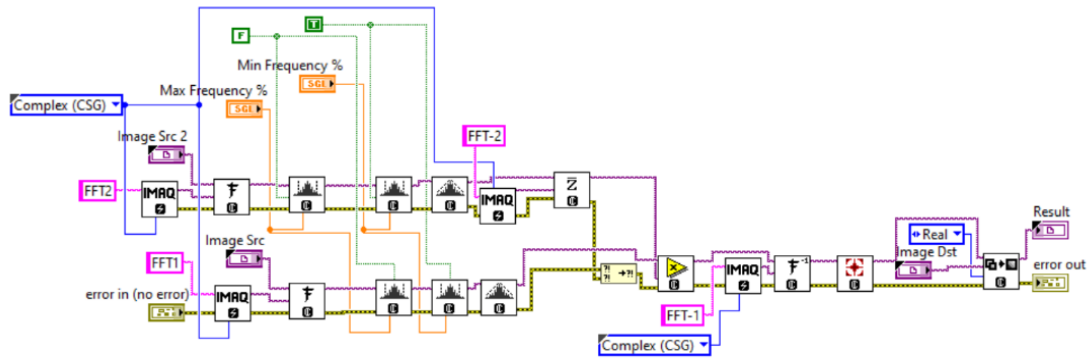 T
F
Min Frequency %
SGL
Max Frequency %
SGL
Complex (CSG)
Image Src 2
FFT-2
FFT2
IMAQ
IMAQ
Z
Image Src
FFT1
error in (no error)
IMAQ
?!
?!
?!
IMAQ
-1
FFT-1
Complex (CSG)
Real
Image Dst
Result
error out